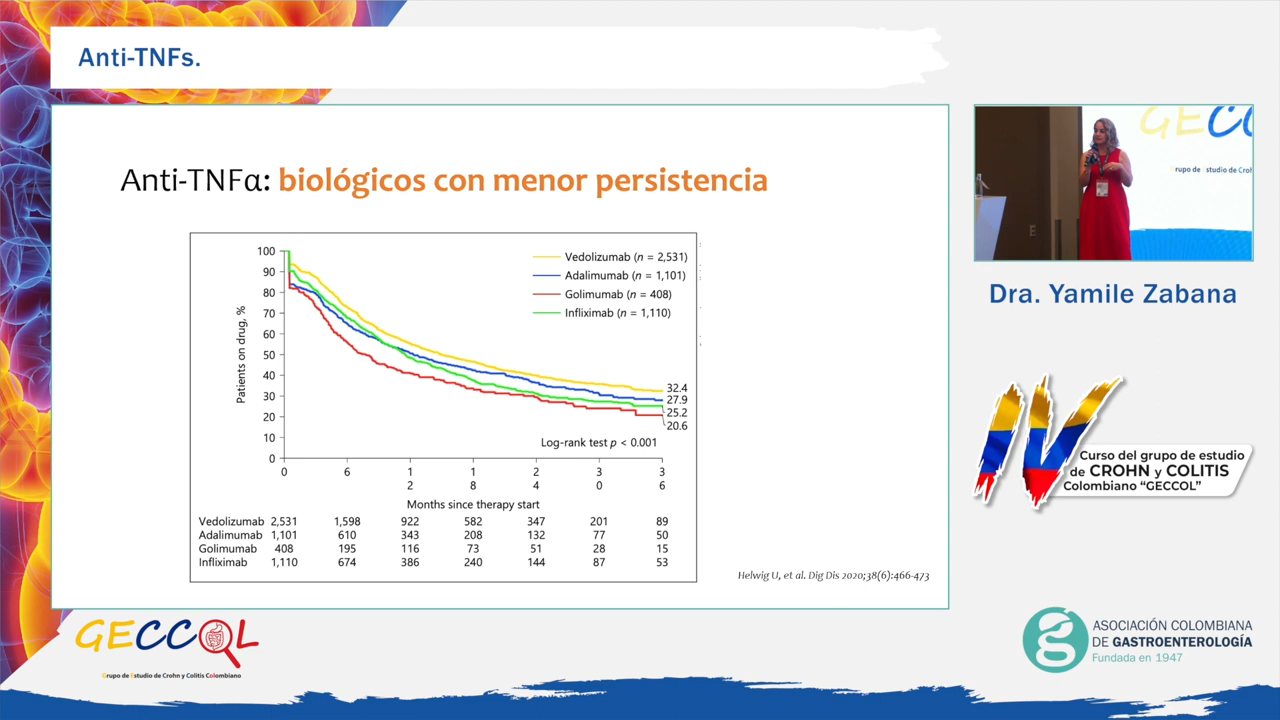 Anti-TNFs.
Anti-TNFα: biológicos con menor persistencia
100
90
80
70
60
50
40
30
20
10
0
Patients on drug, %
Vedolizumab (n = 2,531)
Adalimumab (n = 1,101)
Golimumab (n = 408)
Infliximab (n = 1,110)
32.4
27.9
25.2
20.6
Log-rank test p < 0.001
0 6 1 1 2 3 3
2 8 4 0 6
Months since therapy start
Vedolizumab 2,531 1,598 922 582 347 201 89
Adalimumab 1,101 610 343 208 132 77 50
Golimumab 408 195 116 73 51 28 15
Infliximab 1,110 674 386 240 144 87 53
Helwig U, et al. Dig Dis 2020;38(6):466-473
GECC
rupo de Estudio de Croh
Dra. Yamile Zabana
IV
Curso del grupo de estudio
de CROHN y COLITIS
Colombiano “GECCOL”
GECCOL
Grupo de Estudio de Crohn y Colitis Colombiano
ASOCIACIÓN COLOMBIANA
DE GASTROENTEROLOGÍA
Fundada en 1947